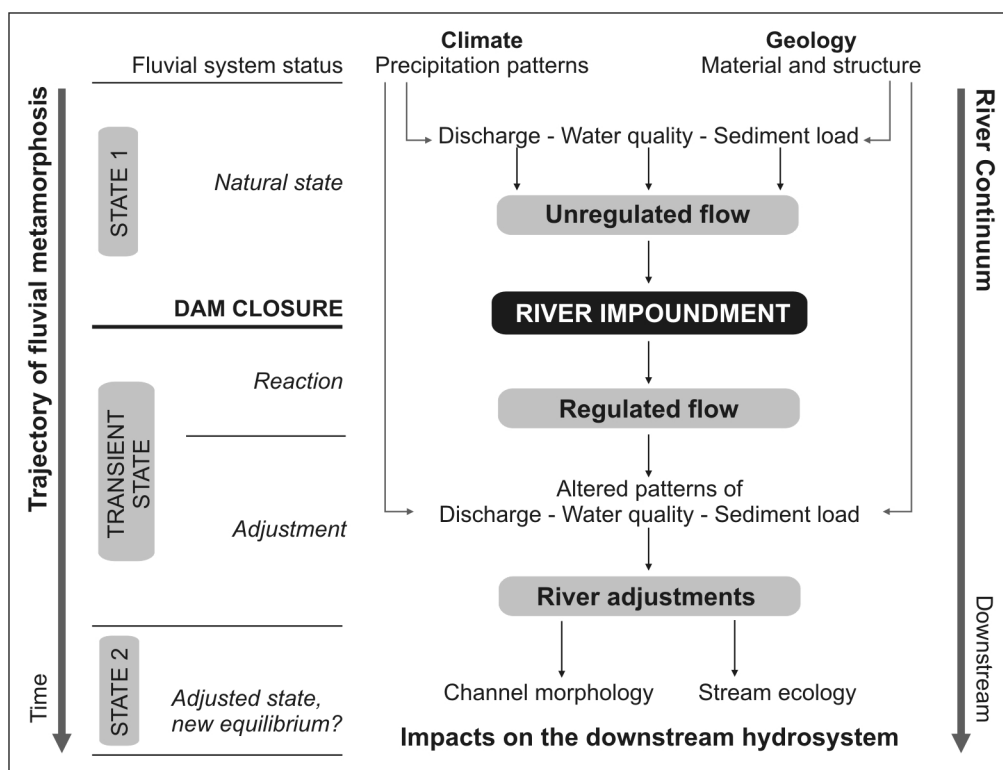 Climate
Geology
Fluvial system status
Precipitation patterns
Material and structure
Trajectory of fluvial metamorphosis
Time
River Continuum
Downstream
STATE 1
Natural state
Discharge - Water quality - Sediment load
Unregulated flow
DAM CLOSURE
RIVER IMPOUNDMENT
TRANSIENT
STATE
Reaction
Regulated flow
Adjustment
Altered patterns of
Discharge - Water quality - Sediment load
River adjustments
STATE 2
Adjusted state,
new equilibrium?
Channel morphology
Stream ecology
Impacts on the downstream hydrosystem